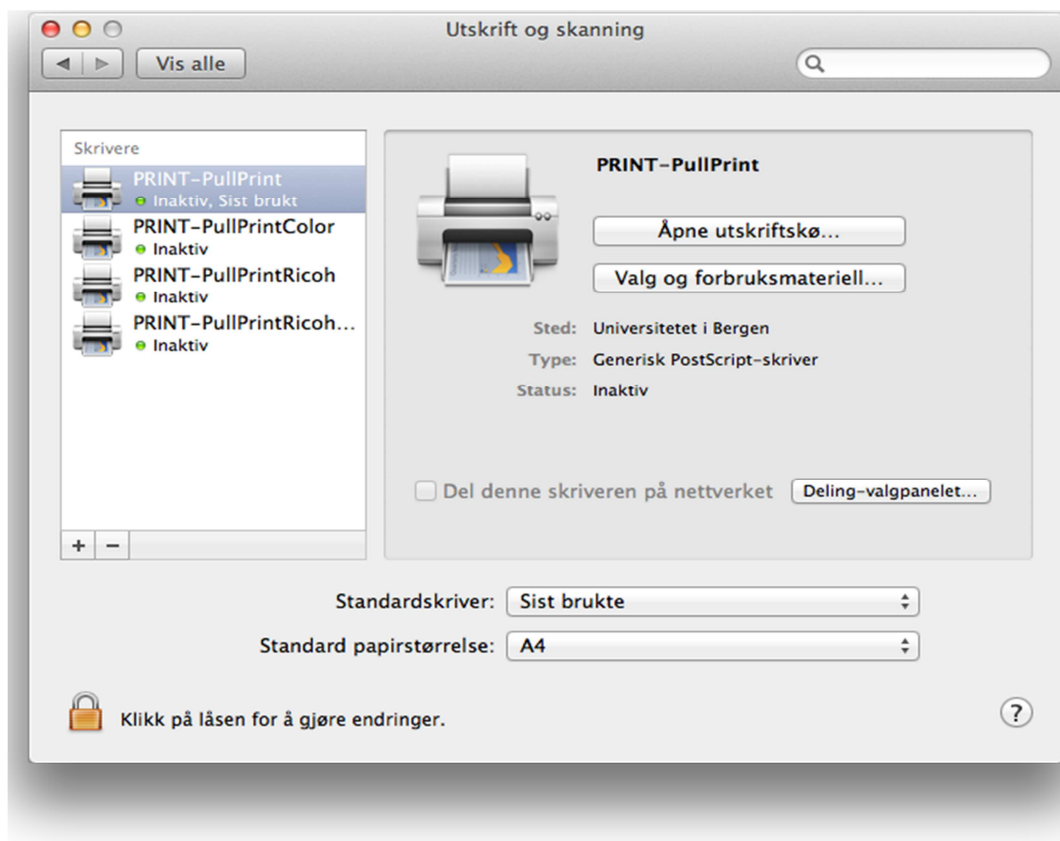 Utskrift og skanning
Vis alle
Skrivere
PRINT-PullPrint
Inaktiv, Sist brukt
PRINT-PullPrintColor
Inaktiv
PRINT-PullPrintRicoh
Inaktiv
PRINT-PullPrintRicoh...
Inaktiv
PRINT-PullPrint
Åpne utskriftskø...
Valg og forbruksmateriell...
Sted: Universitetet i Bergen
Type: Generisk PostScript-skriver
Status: Inaktiv
Del denne skriveren på nettverket Deling-valgpanelet...
+ −
Standardskriver: Sist brukte
Standard papirstørrelse: A4
Klikk på låsen for å gjøre endringer. ?